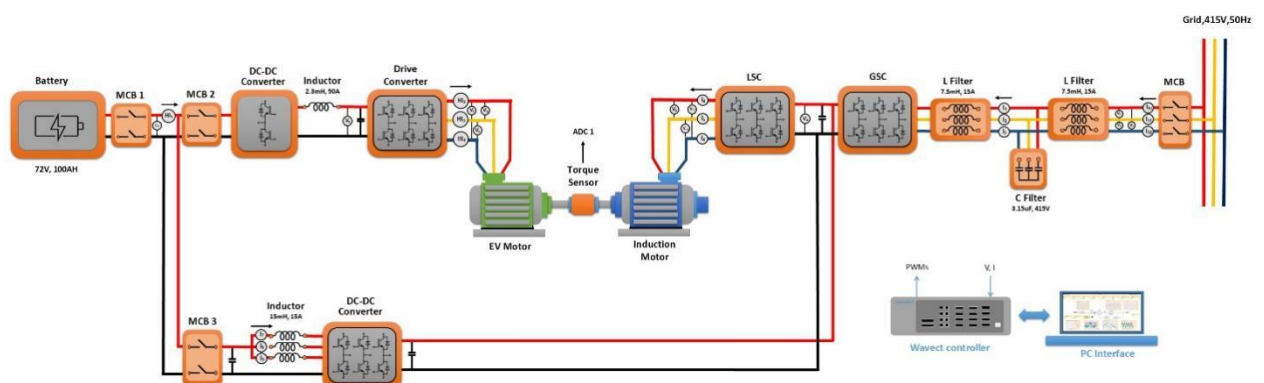 Grid,415V,50Hz
Battery
MCB 1
MCB 2
DC-DC
Converter
Inductor
2.8mH, 50A
Drive
Converter
LSC
GSC
L Filter
7.5mH, 15A
L Filter
7.5mH, 15A
MCB
72V, 100AH
ADC 1
Torque
Sensor
C Filter
3.15uF, 415V
EV Motor
Induction
Motor
PWMs
V, I
Inductor
15mH, 15A
DC-DC
Converter
MCB 3
Wavect controller
PC Interface